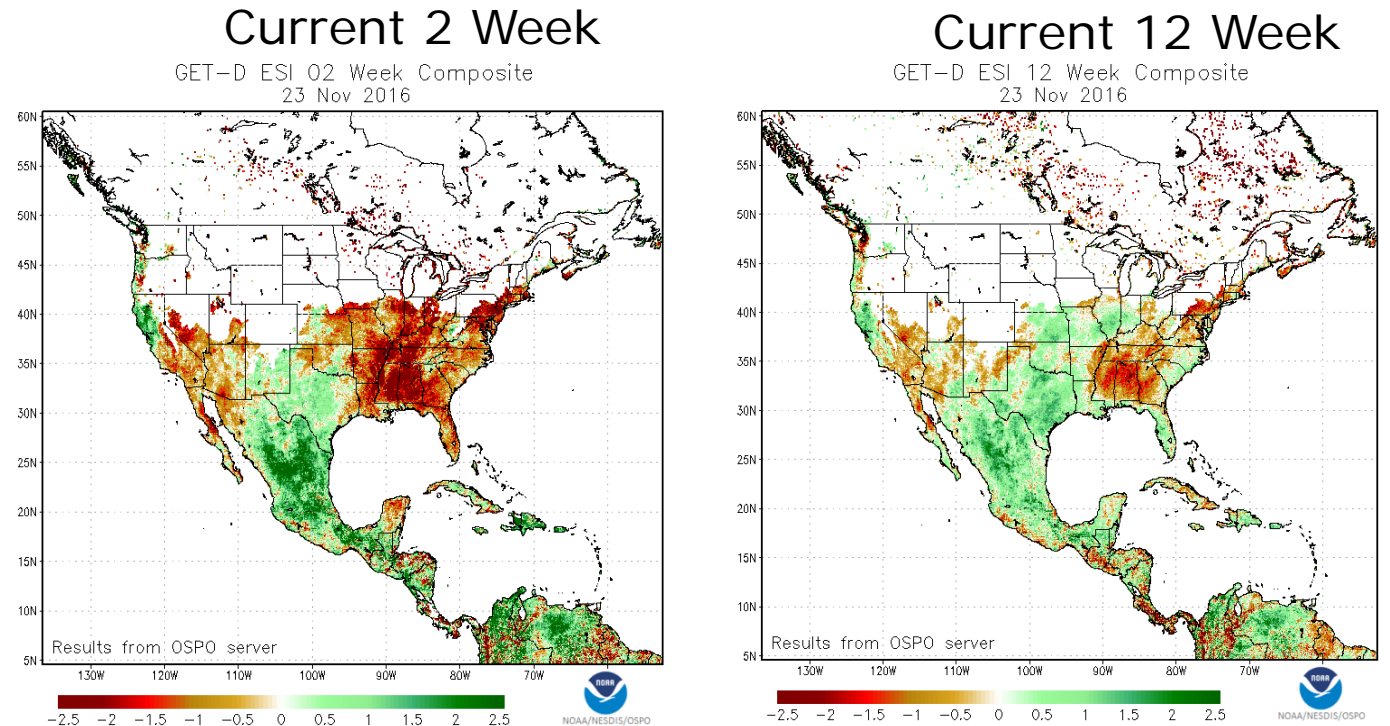 Current 2 Week
GET-D ESI 02 Week Composite
23 Nov 2016
60N
55N
50N
45N
40N
35N
30N
25N
20N
15N
10N
5N
130W
120W
110W
100W
90W
80W
70W
Results from OSPO server
-2.5 -2 -1.5 -1 -0.5 0 0.5 1 1.5 2 2.5
NOAA
NOAA/NESDIS/OSPO
Current 12 Week
GET-D ESI 12 Week Composite
23 Nov 2016
60N
55N
50N
45N
40N
35N
30N
25N
20N
15N
10N
5N
130W
120W
110W
100W
90W
80W
70W
Results from OSPO server
-2.5 -2 -1.5 -1 -0.5 0 0.5 1 1.5 2 2.5
NOAA
NOAA/NESDIS/OSPO